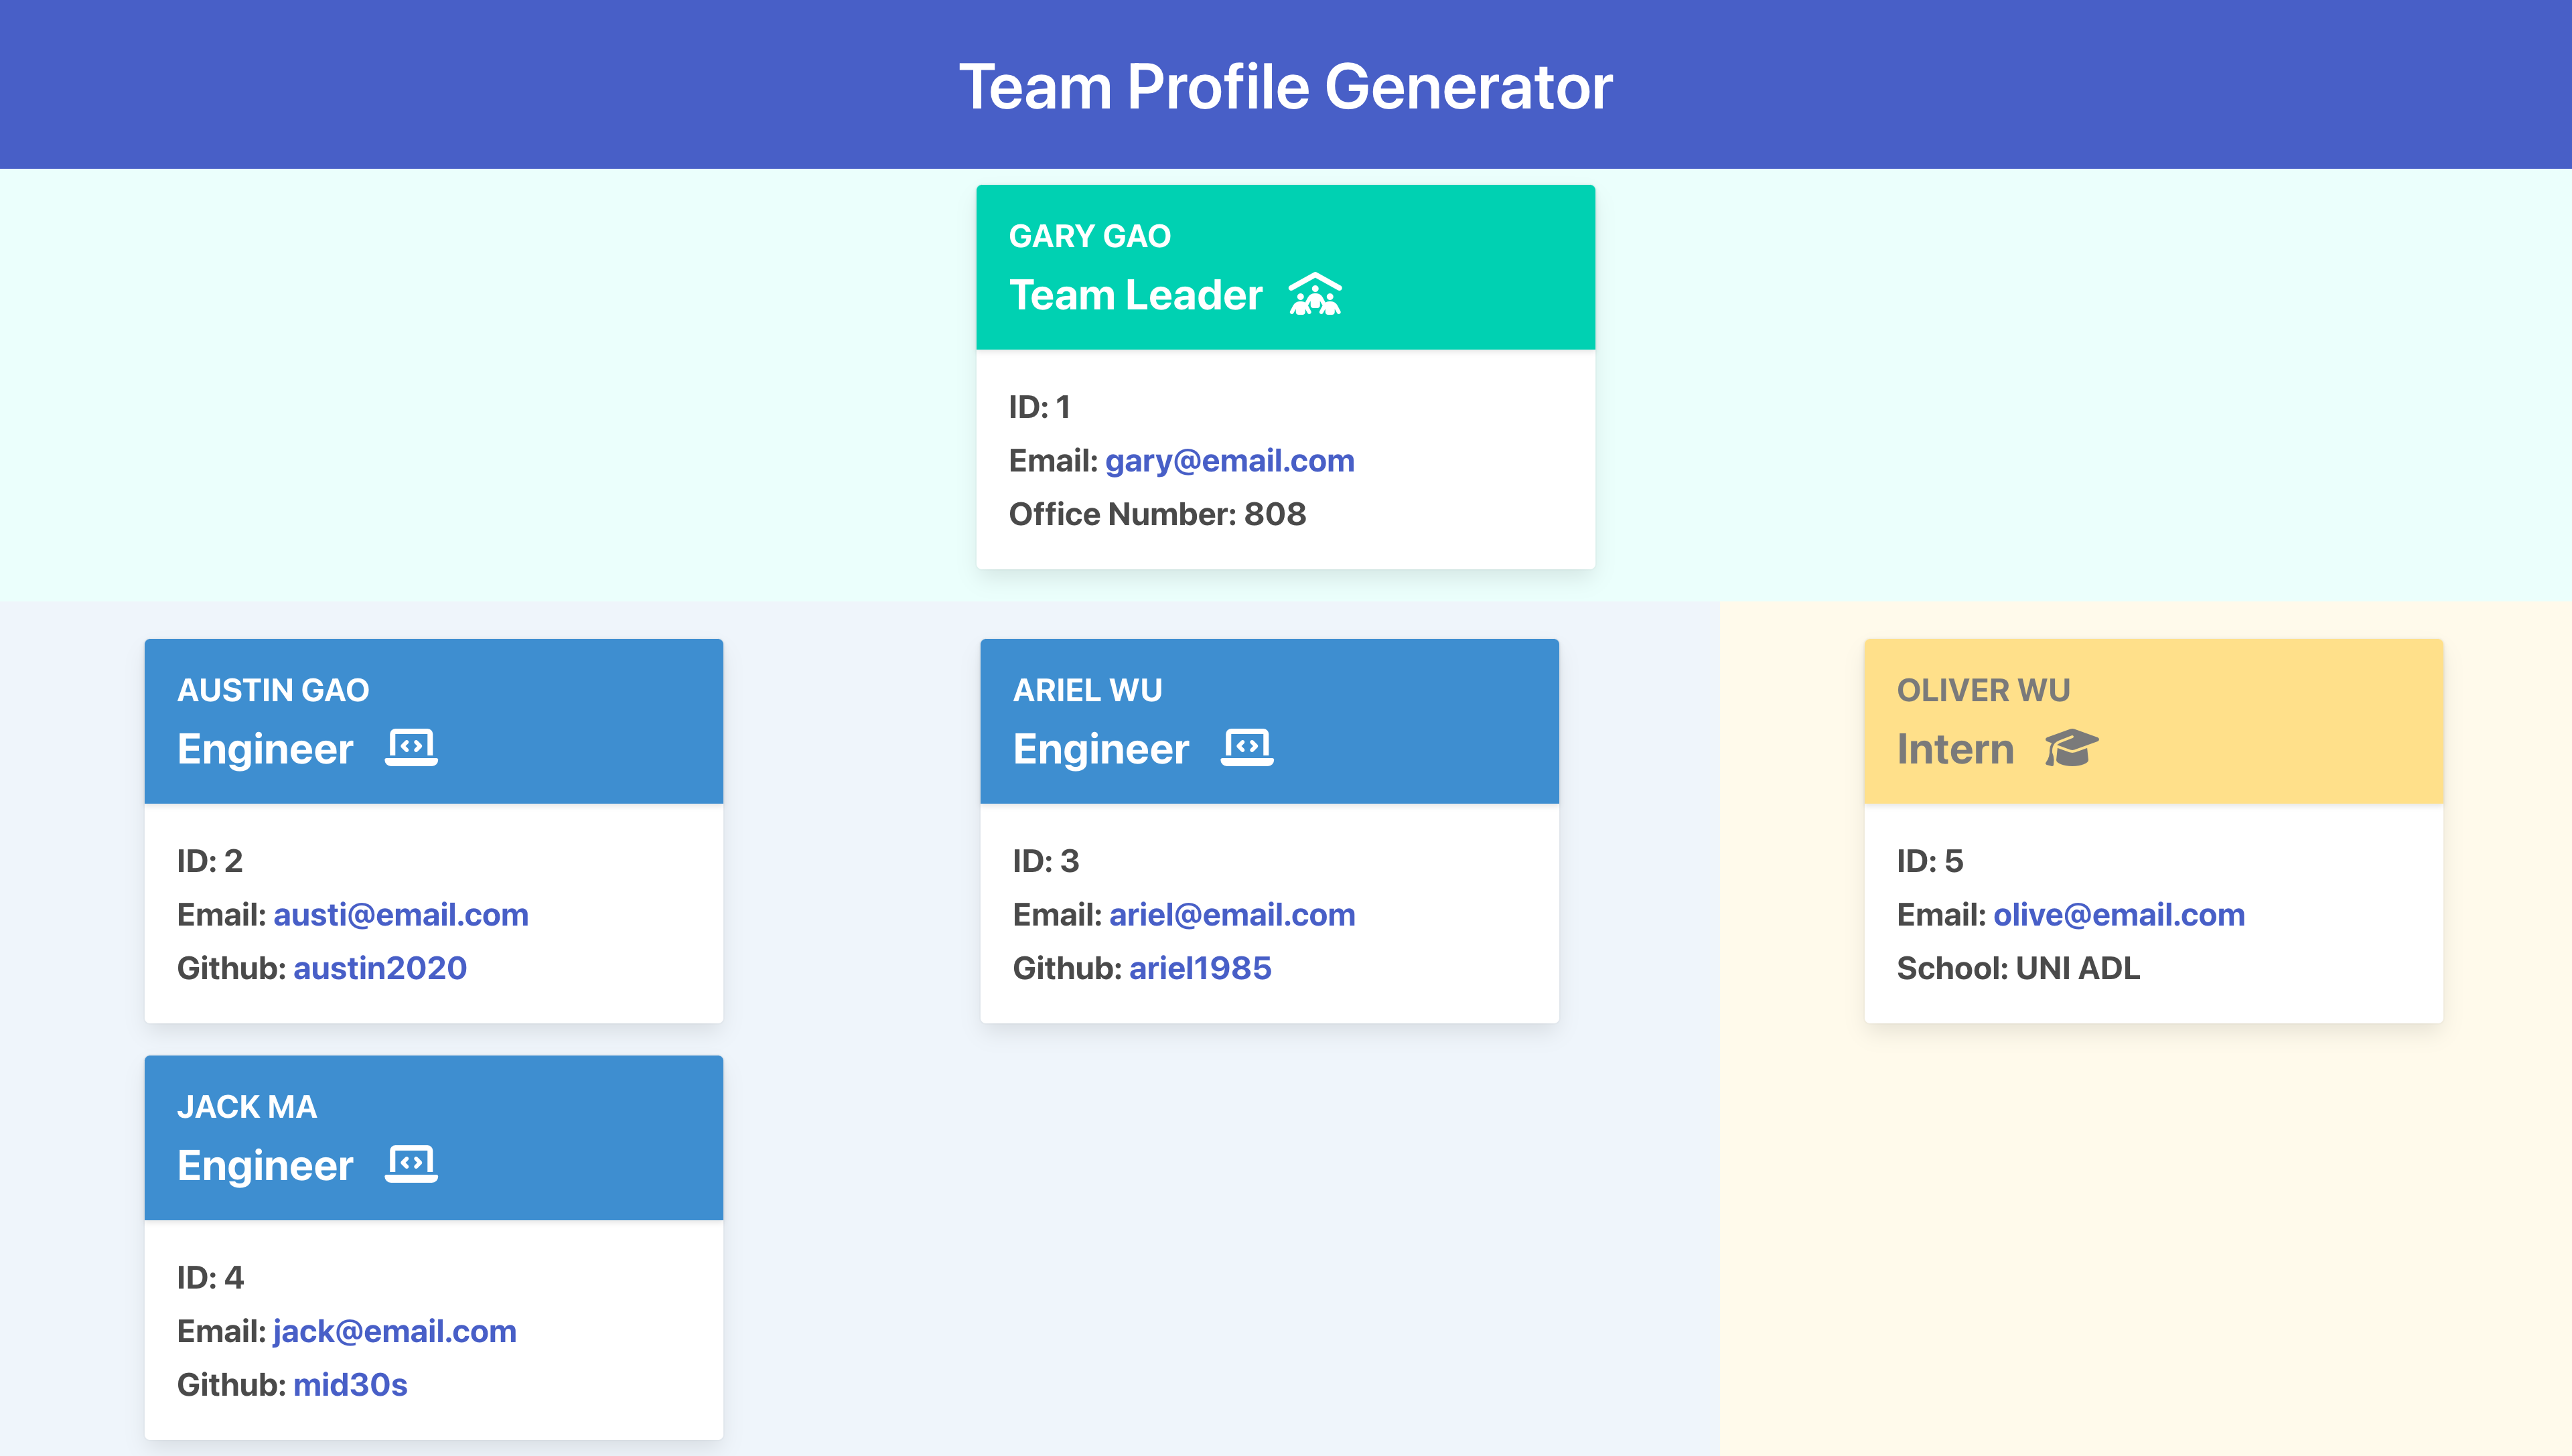 Team Profile Generator
GARY GAO
Team Leader
ID: 1
Email: gary@email.com
Office Number: 808
AUSTIN GAO
Engineer
ID: 2
Email: austi@email.com
Github: austin2020
ARIEL WU
Engineer
ID: 3
Email: ariel@email.com
Github: ariel1985
OLIVER WU
Intern
ID: 5
Email: olive@email.com
School: UNI ADL
JACK MA
Engineer
ID: 4
Email: jack@email.com
Github: mid30s